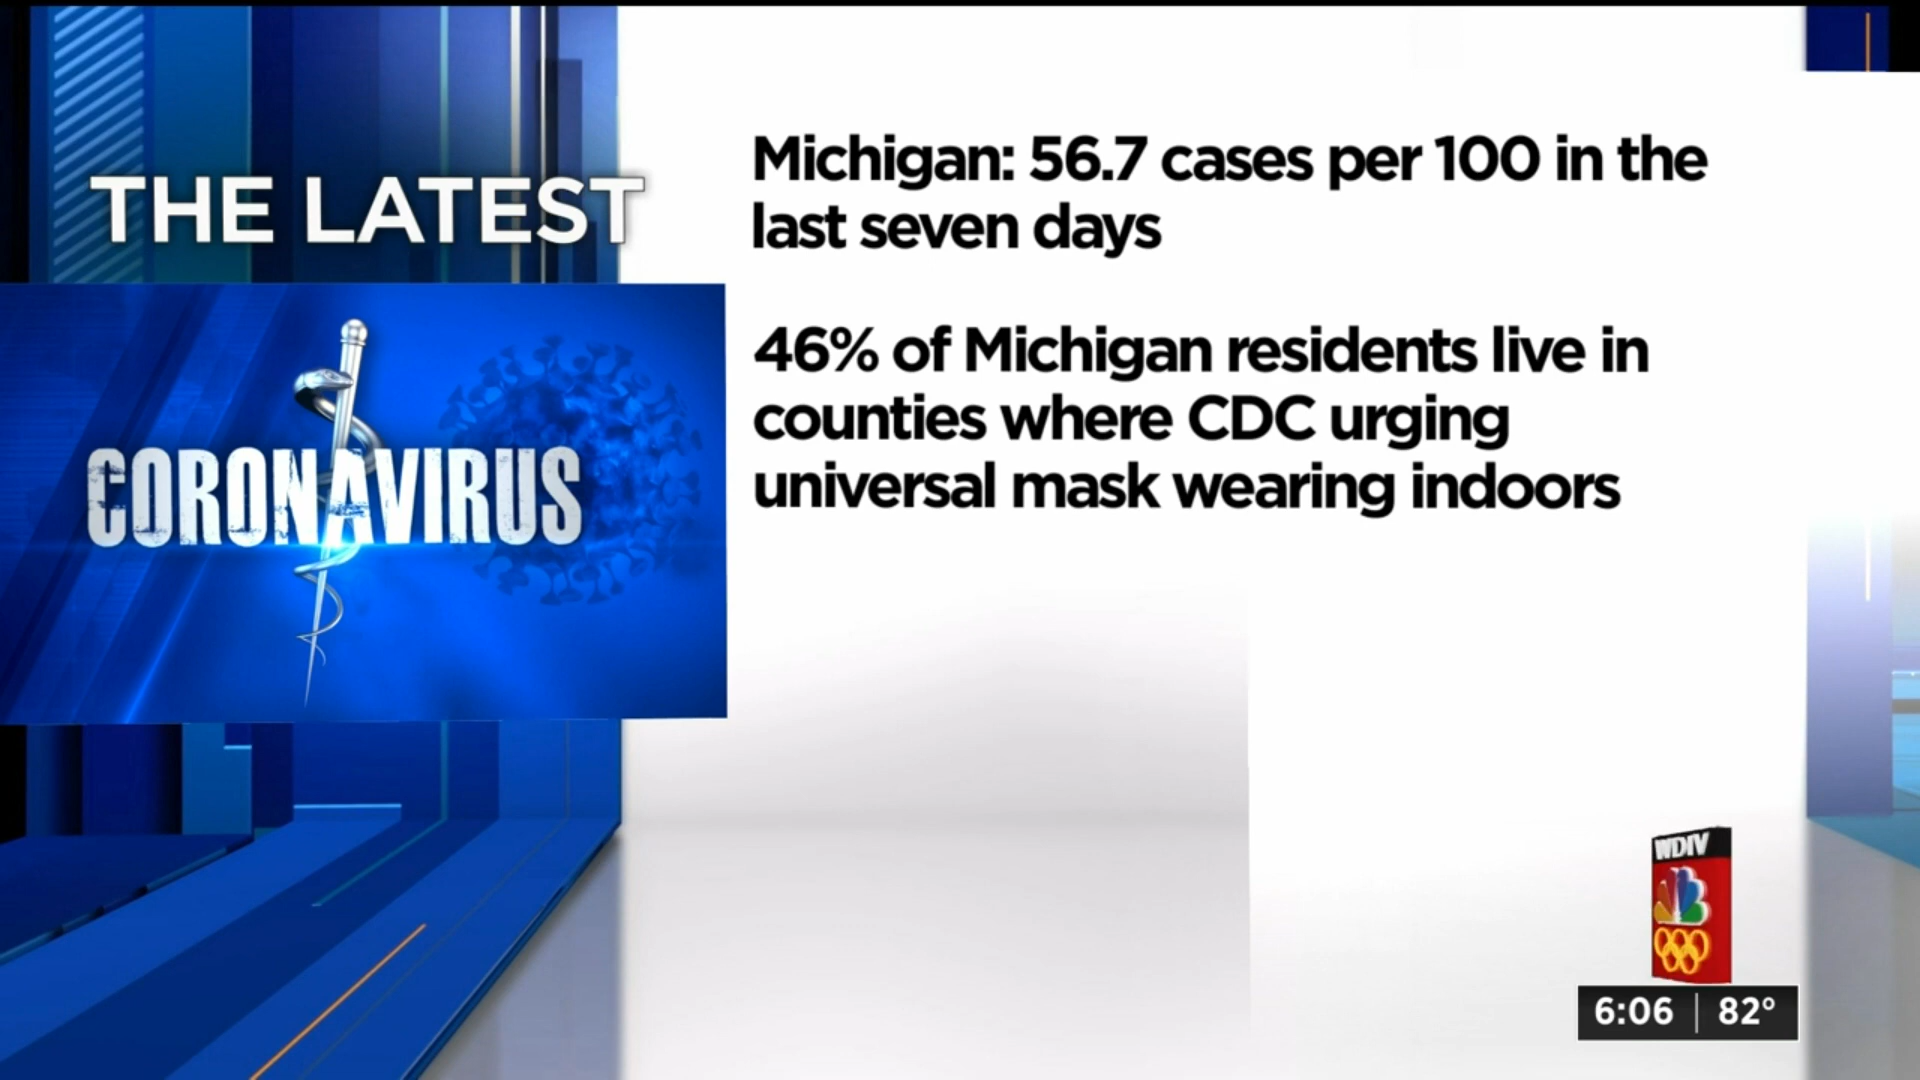 THE LATEST
CORONAVIRUS
Michigan: 56.7 cases per 100 in the
last seven days
46% of Michigan residents live in
counties where CDC urging
universal mask wearing indoors
WDIV
6:06 | 82°